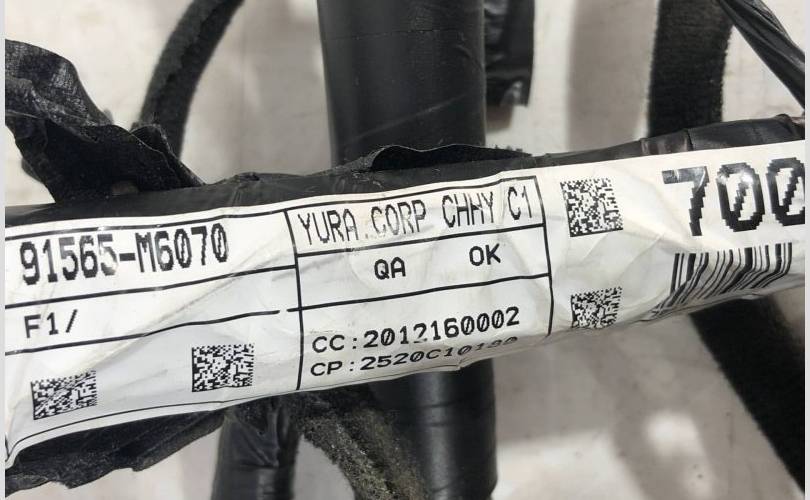 91565-M6070
F1/
YURA CORP CHHY C1
QA OK
CC:2012160002
700